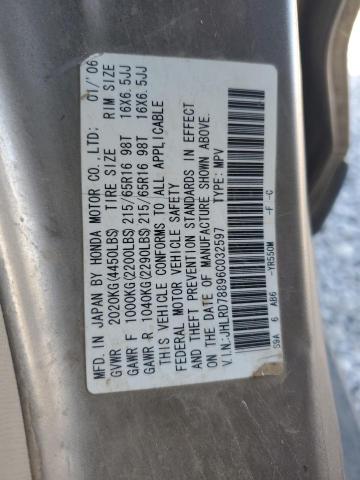 MFD. IN JAPAN BY HONDA MOTOR CO.,LTD: 01/'06
GVWR 2020KG(4450LBS) TIRE SIZE RIM SIZE
GAWR F 1000KG(2200LBS)215/65R16 98T 16X6.5JJ
GAWR R 1040KG(2290LBS)215/65R16 98T 16X6.5JJ
THIS VEHICLE CONFORMS TO ALL APPLICABLE
FEDERAL MOTOR VEHICLE SAFETY
AND THEFT PREVENTION STANDARDS IN EFFECT
ON THE DATE OF MANUFACTURE SHOWN ABOVE.
V.I.N:JHLRD78896C032597 TYPE: MPV
S9A 6 AB6 -YR550M -F -C